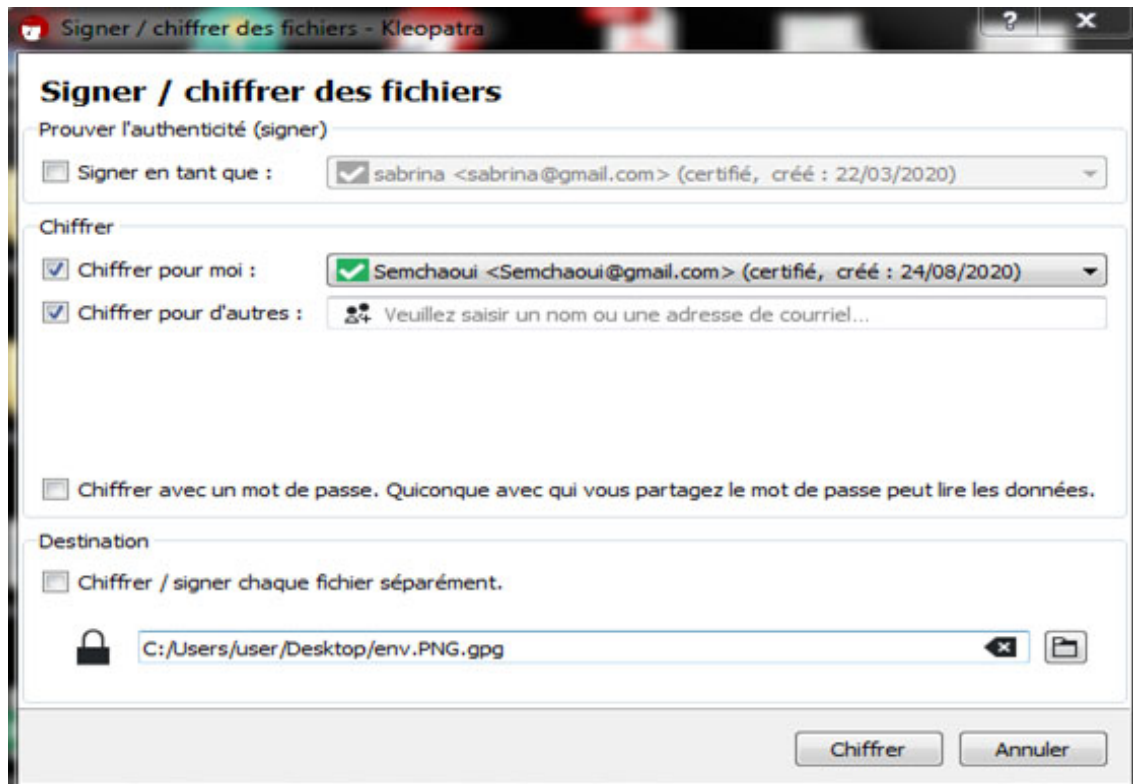 Signer / chiffrer des fichiers - Kleopatra
Signer / chiffrer des fichiers
Prouver l'authenticité (signer)
Signer en tant que :
sabrina <sabrina@gmail.com> (certifié, créé : 22/03/2020)
Chiffrer
Chiffrer pour moi :
Semchaoui <Semchaoui@gmail.com> (certifié, créé : 24/08/2020)
Chiffrer pour d'autres :
Veuillez saisir un nom ou une adresse de courriel...
Chiffrer avec un mot de passe. Quiconque avec qui vous partagez le mot de passe peut lire les données.
Destination
Chiffrer / signer chaque fichier séparément.
C:/Users/user/Desktop/env.PNG.gpg
Chiffrer
Annuler